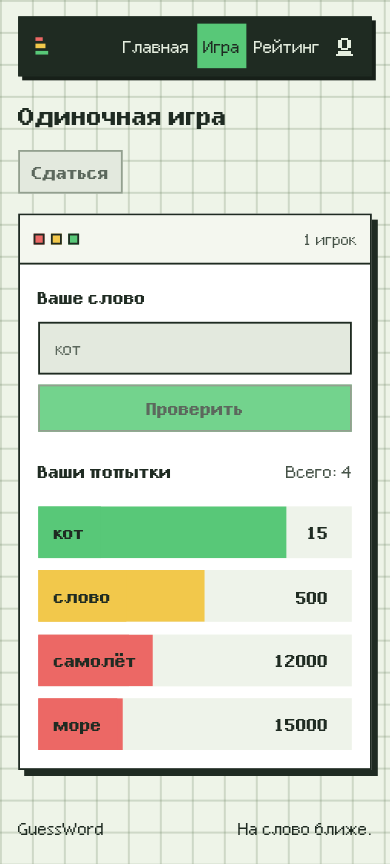 Главная Игра Рейтинг
Одиночная игра
Сдаться
1 игрок
Ваше слово
кот
Проверить
Ваши попытки Всего: 4
кот 15
слово 500
самолёт 12000
море 15000
GuessWord На слово ближе.